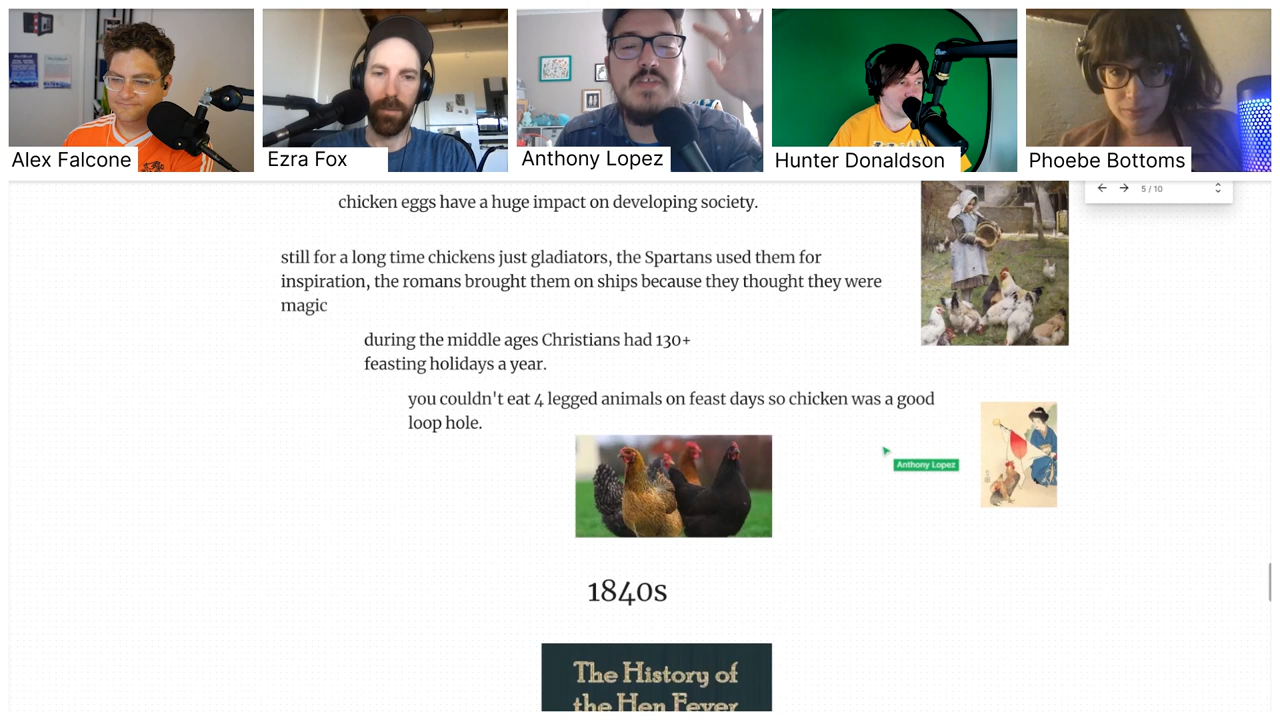 Alex Falcone
Ezra Fox
Anthony Lopez
Hunter Donaldson
Phoebe Bottoms
5 / 10
chicken eggs have a huge impact on developing society.
still for a long time chickens just gladiators, the Spartans used them for
inspiration, the romans brought them on ships because they thought they were
magic
during the middle ages Christians had 130+
feasting holidays a year.
you couldn't eat 4 legged animals on feast days so chicken was a good
loop hole.
Anthony Lopez
1840s
The History of
the Hen Fever